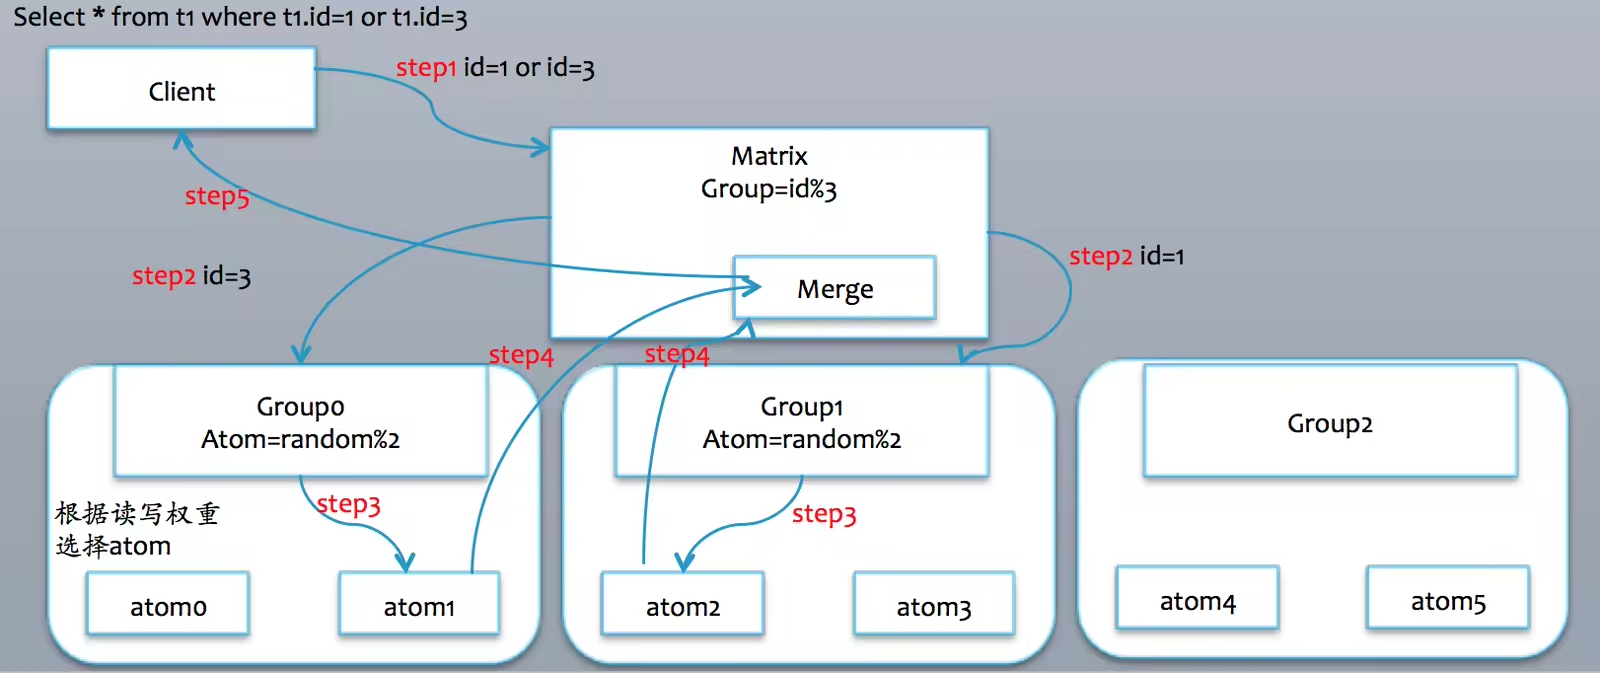 Select * from t1 where t1.id=1 or t1.id=3
Client
step1 id=1 or id=3
Matrix
Group=id%3
step5
step2 id=3
step2 id=1
Merge
step4
step4
Group0
Atom=random%2
Group1
Atom=random%2
Group2
step3
step3
根据读写权重
选择atom
atom0
atom1
atom2
atom3
atom4
atom5